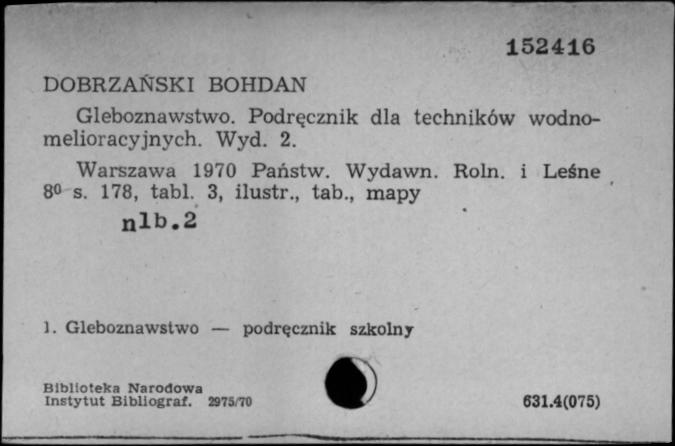 152416
DOBRZAŃSKI BOHDAN
Gleboznawstwo. Podręcznik dla techników wodno-
melioracyjnych. Wyd. 2.
Warszawa 1970 Państw. Wydawn. Roln. i Leśne
8⁰ s. 178, tabl. 3, ilustr., tab., mapy
nlb.2
1. Gleboznawstwo — podręcznik szkolny
Biblioteka Narodowa
Instytut Bibliograf. 2975/70
631.4(075)